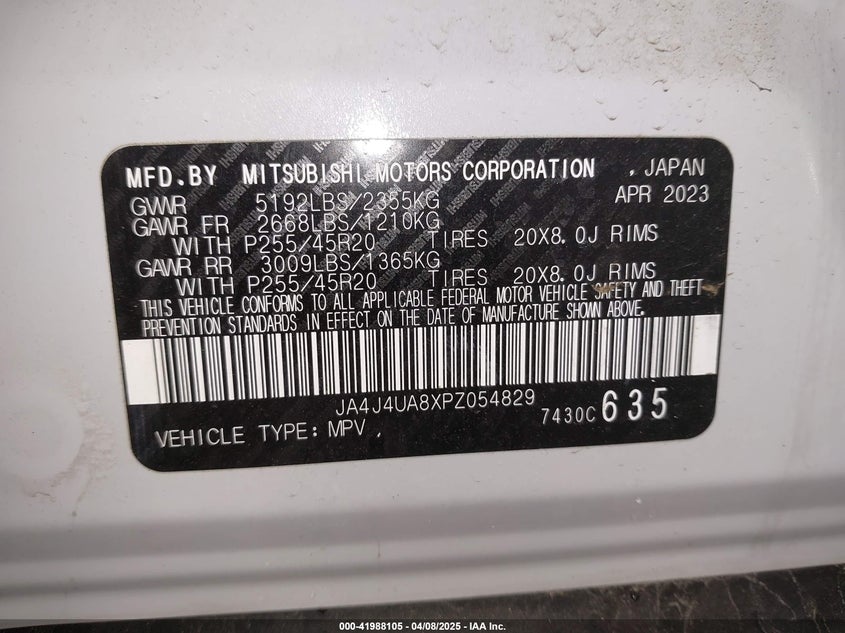 MFD.BY MITSUBISHI MOTORS CORPORATION , JAPAN
GVWR 5192LBS/2355KG APR 2023
GAWR FR 2668LBS/1210KG
WITH P255/45R20 TIRES 20X8.0J RIMS
GAWR RR 3009LBS/1365KG
WITH P255/45R20 TIRES 20X8.0J RIMS
THIS VEHICLE CONFORMS TO ALL APPLICABLE FEDERAL MOTOR VEHICLE SAFETY AND THEFT
PREVENTION STANDARDS IN EFFECT ON THE DATE OF MANUFACTURE SHOWN ABOVE.
JA4J4UA8XPZ054829
7430C 635
VEHICLE TYPE: MPV .
000-41988105 - 04/08/2025 - IAA Inc.